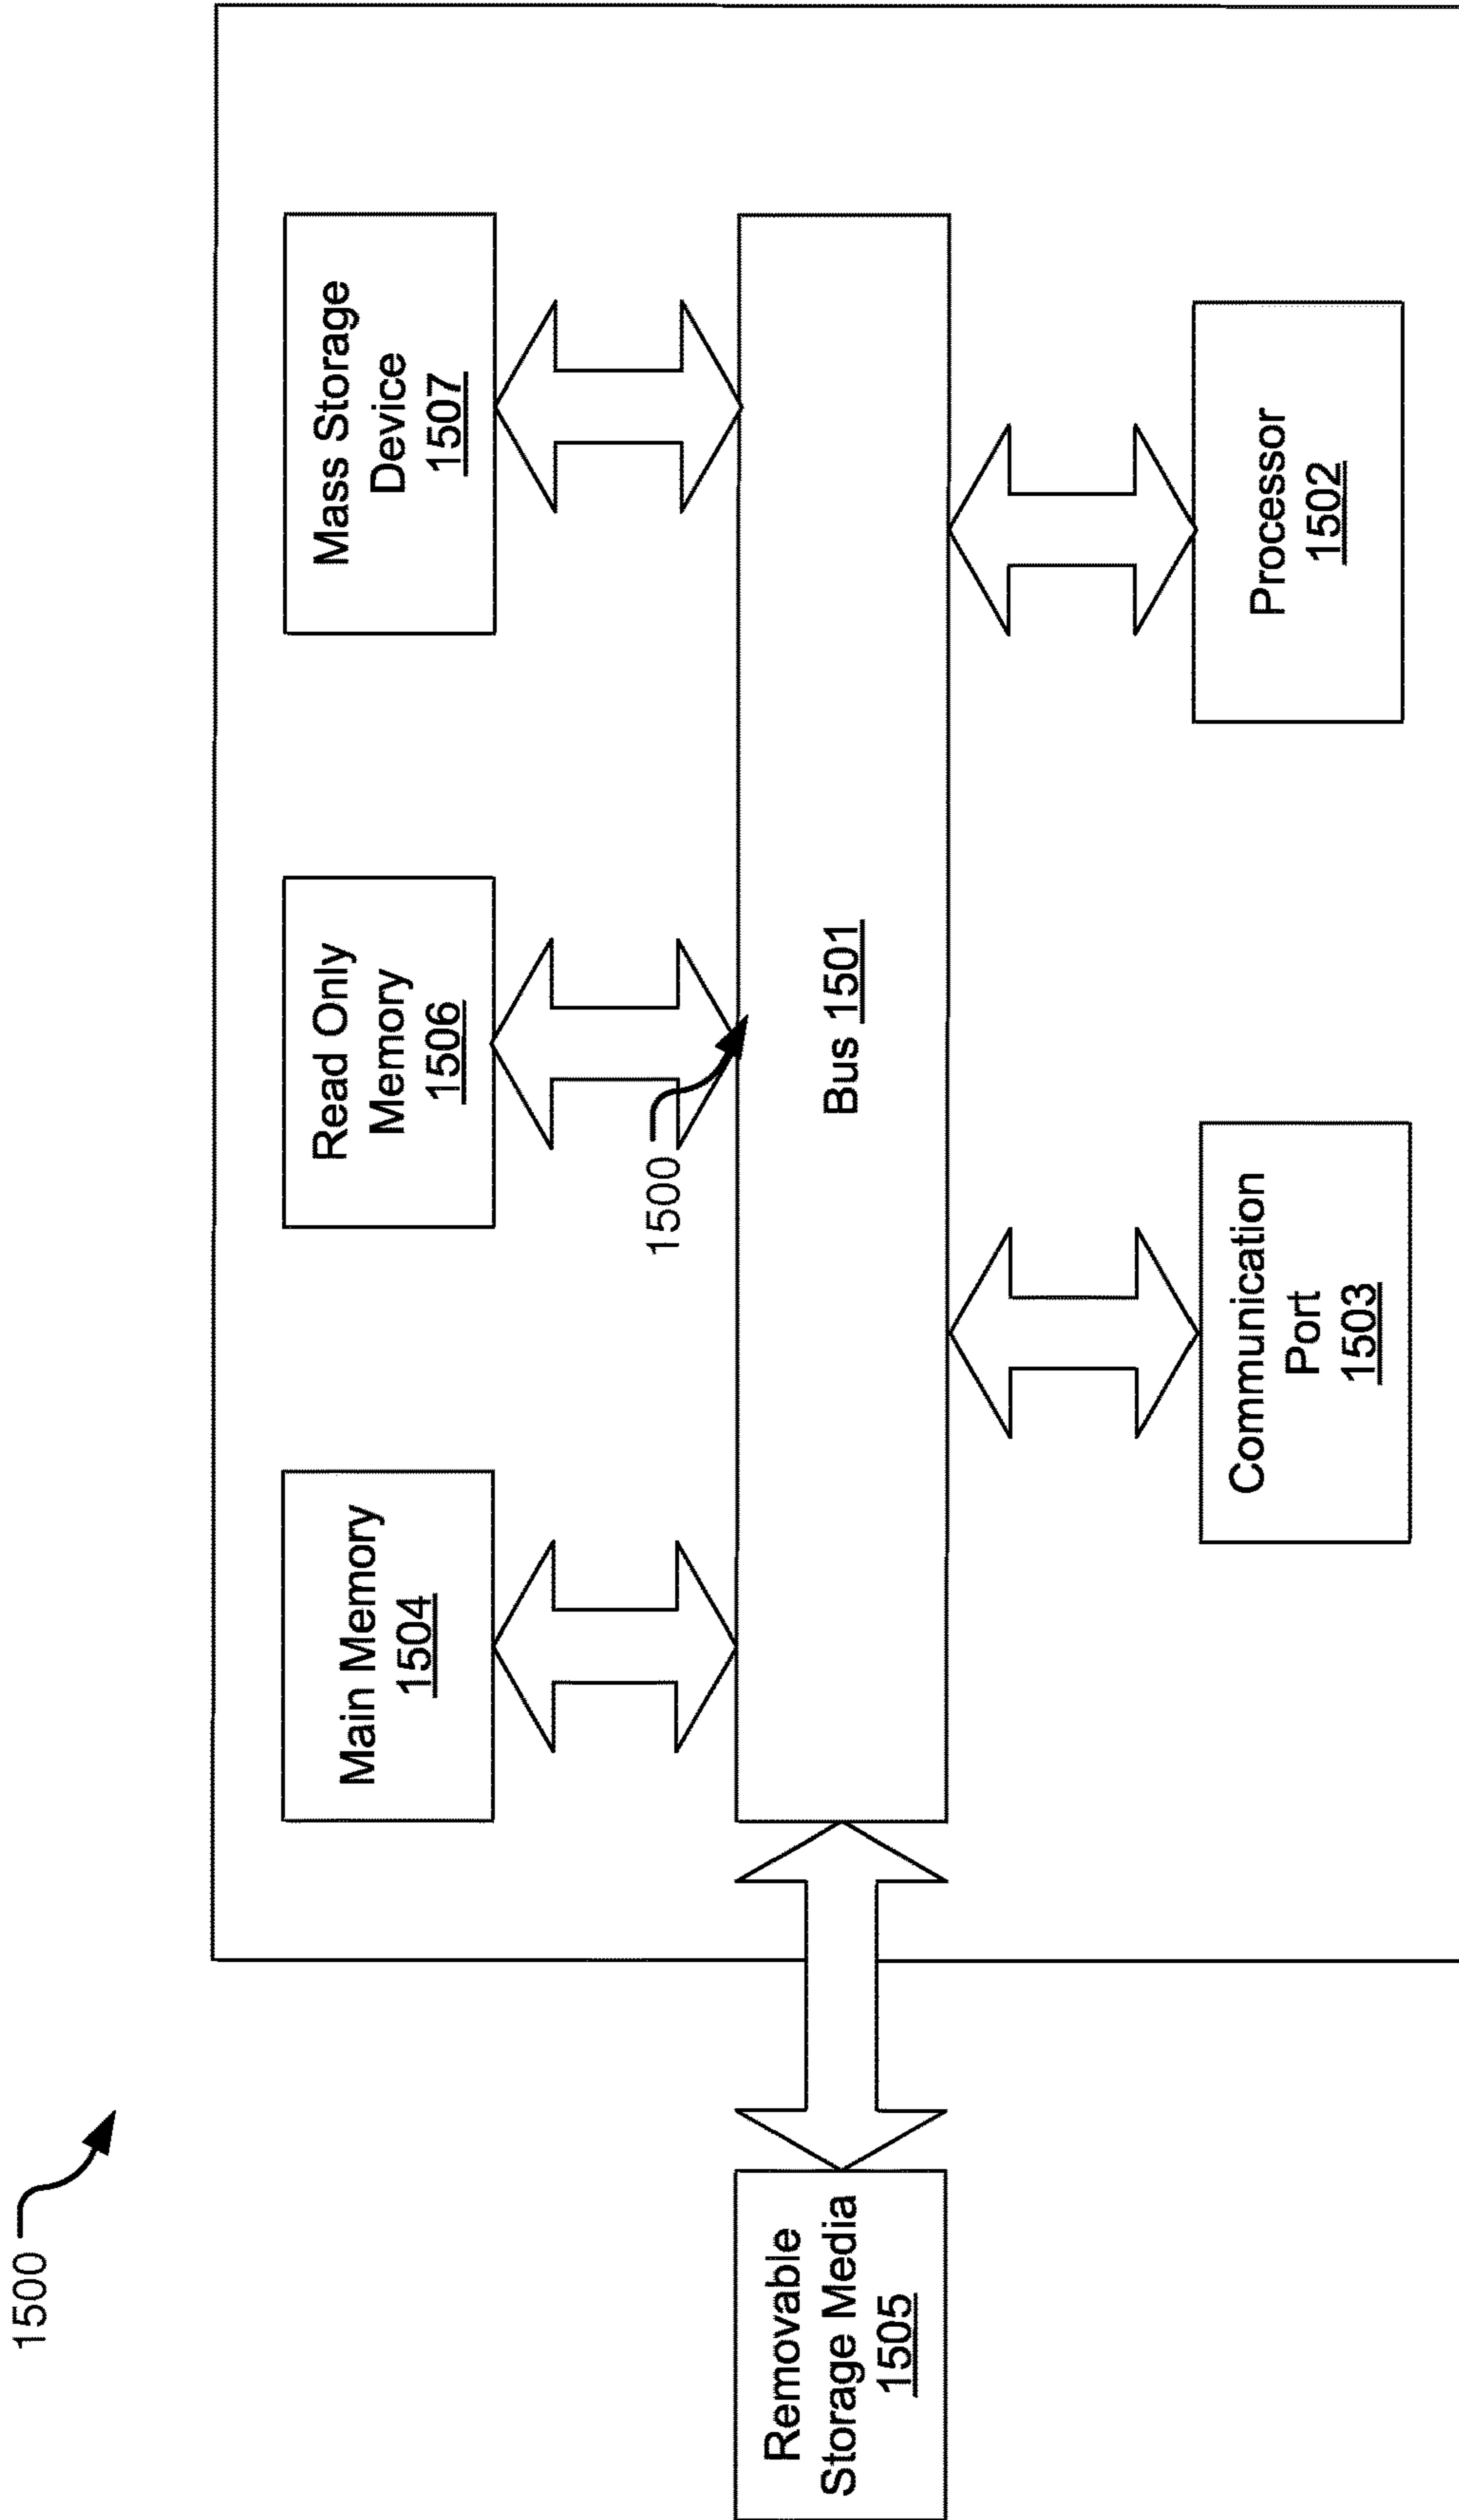 1500
Main Memory
1504
Read Only
Memory
1506
Mass Storage
Device
1507
1500
Removable
Storage Media
1505
Bus 1501
Communication
Port
1503
Processor
1502